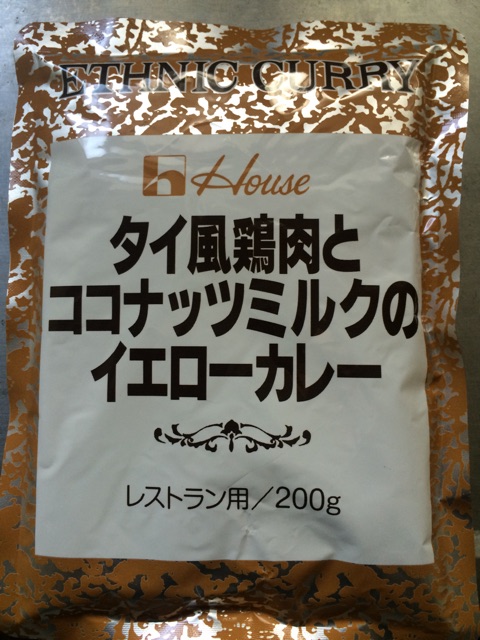 ETHNIC CURRY
House
タイ風鶏肉と
ココナッツミルクの
イエローカレー
レストラン用/200g